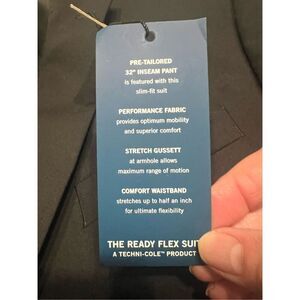 PRE-TAILORED
32" INSEAM PANT
is featured with this
slim-fit suit
PERFORMANCE FABRIC
provides optimum mobility
and superior comfort
STRETCH GUSSETT
at armhole allows
maximum range of motion
COMFORT WAISTBAND
stretches up to half an inch
for ultimate flexibility
THE READY FLEX SUIT
A TECHNI-COLE™ PRODUCT